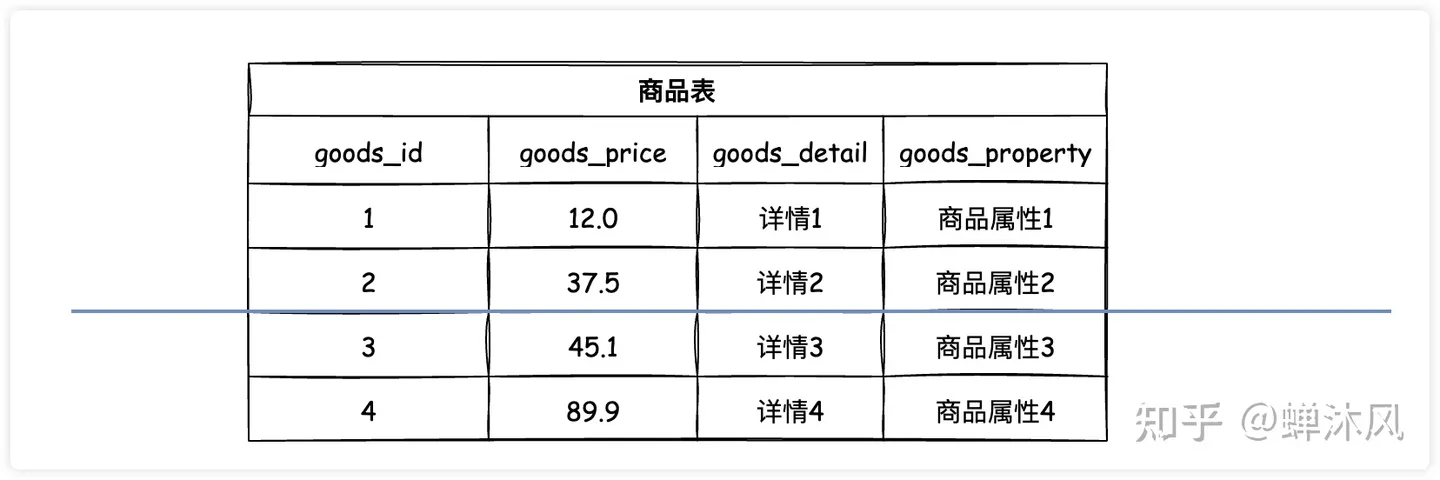 商品表
goods_id goods_price goods_detail goods_property
1 12.0 详情1 商品属性1
2 37.5 详情2 商品属性2
3 45.1 详情3 商品属性3
4 89.9 详情4 商品属性4
知乎 @蝉沐风